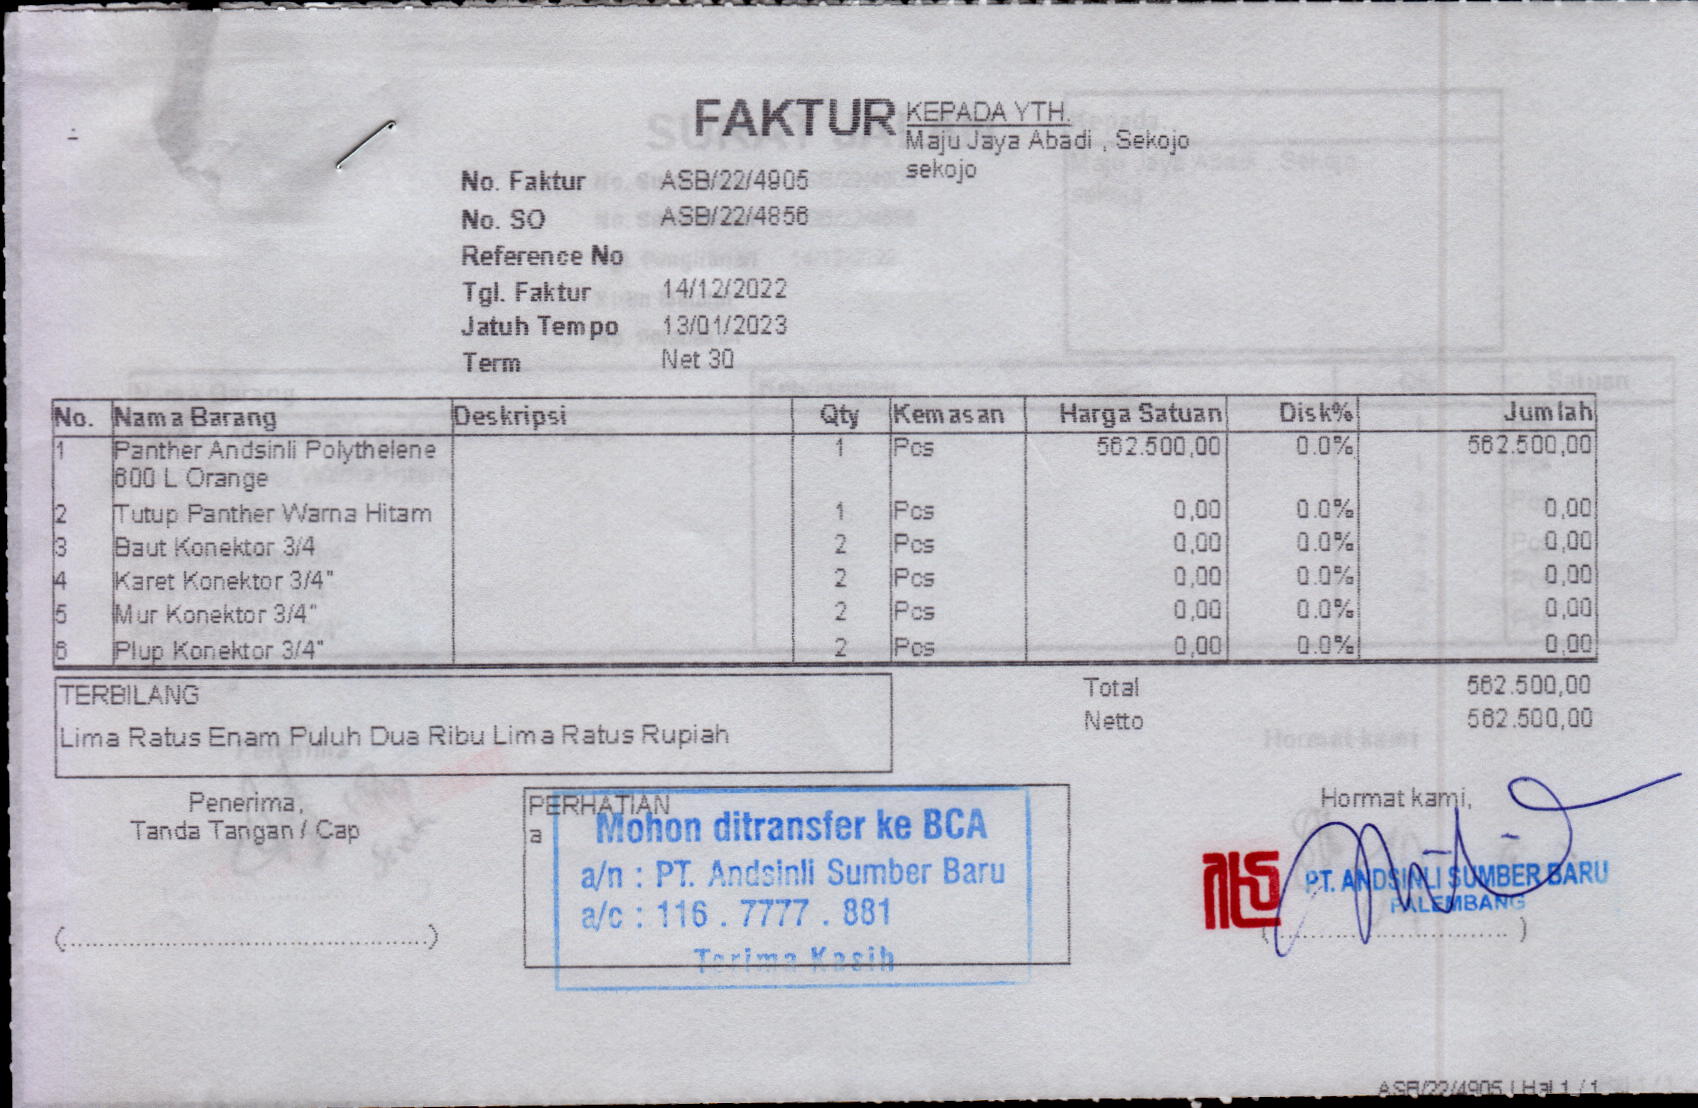 FAKTUR
KEPADA YTH.
Maju Jaya Abadi , Sekojo
sekojo
No. Faktur ASB/22/4905
No. SO ASB/22/4856
Reference No
Tgl. Faktur 14/12/2022
Jatuh Tempo 13/01/2023
Term Net 30
No. Nama Barang Deskripsi Qty Kemasan Harga Satuan Disk% Jumlah
1 Panther Andsinli Polythelene 1 Pcs 562.500,00 0.0% 562.500,00
600 L Orange
2 Tutup Panther Warna Hitam 1 Pcs 0,00 0.0% 0,00
3 Baut Konektor 3/4 2 Pcs 0,00 0.0% 0,00
4 Karet Konektor 3/4" 2 Pcs 0,00 0.0% 0,00
5 Mur Konektor 3/4" 2 Pcs 0,00 0.0% 0,00
6 Plup Konektor 3/4" 2 Pcs 0,00 0.0% 0,00
TERBILANG
Lima Ratus Enam Puluh Dua Ribu Lima Ratus Rupiah
Total 562.500,00
Netto 562.500,00
Penerima,
Tanda Tangan / Cap
(......................................................)
PERHATIAN
a
Mohon ditransfer ke BCA
a/n : PT. Andsinli Sumber Baru
a/c : 116 . 7777 . 881
Terima Kasih
Hormat kami,
PT. ANDSINLI SUMBER BARU
PALEMBANG
(....................................)
ASB/22/4905 | Hal 1 / 1